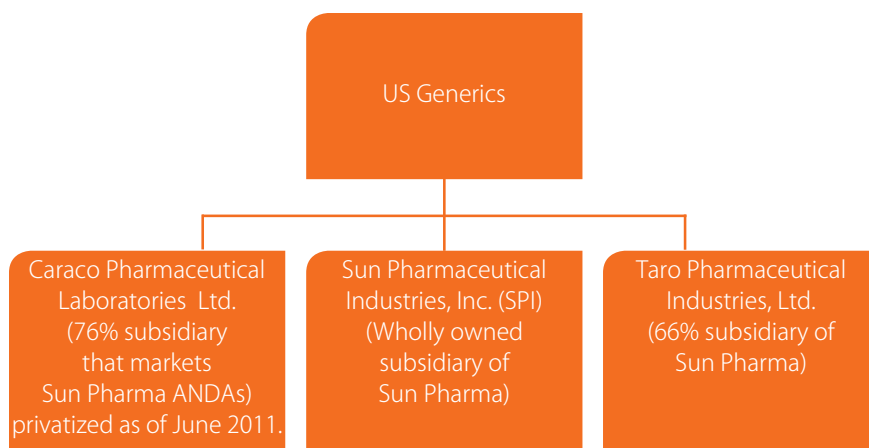 US Generics
Caraco Pharmaceutical
Laboratories Ltd.
(76% subsidiary
that markets
Sun Pharma ANDAs)
privatized as of June 2011.
Sun Pharmaceutical
Industries, Inc. (SPI)
(Wholly owned
subsidiary of
Sun Pharma)
Taro Pharmaceutical
Industries, Ltd.
(66% subsidiary of
Sun Pharma)